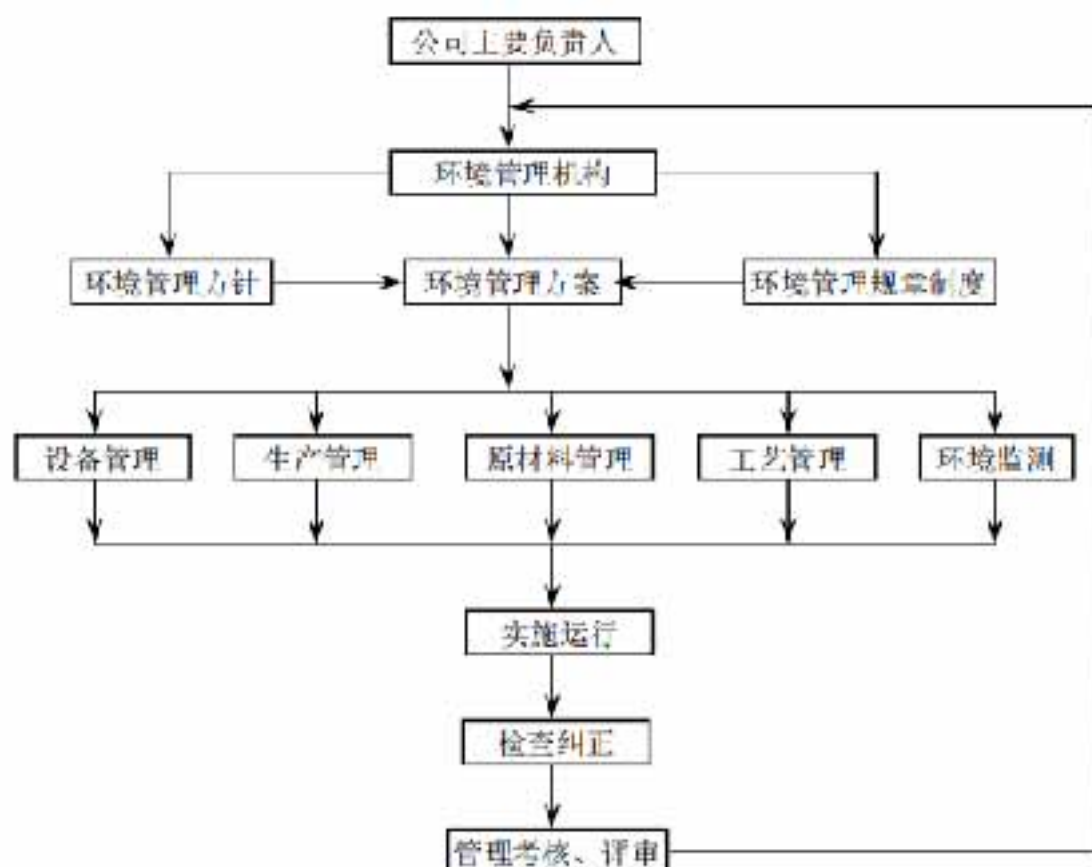 公司主要负责人
环境管理机构
环境管理方针
环境管理方案
环境管理规章制度
设备管理
生产管理
原材料管理
工艺管理
环境监测
实施运行
检查纠正
管理考核、评审